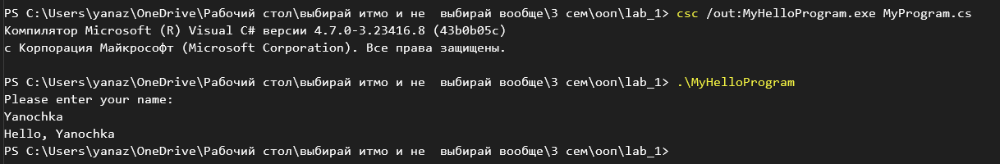 PS C:\Users\yanaz\OneDrive\Рабочий стол\выбирай итмо и не  выбирай вообще\3 сем\ооп\lab_1> csc /out:MyHelloProgram.exe MyProgram.cs
Компилятор Microsoft (R) Visual C# версии 4.7.0-3.23416.8 (43b0b05c)
c Корпорация Майкрософт (Microsoft Corporation). Все права защищены.
PS C:\Users\yanaz\OneDrive\Рабочий стол\выбирай итмо и не  выбирай вообще\3 сем\ооп\lab_1> .\MyHelloProgram
Please enter your name:
Yanochka
Hello, Yanochka
PS C:\Users\yanaz\OneDrive\Рабочий стол\выбирай итмо и не  выбирай вообще\3 сем\ооп\lab_1>